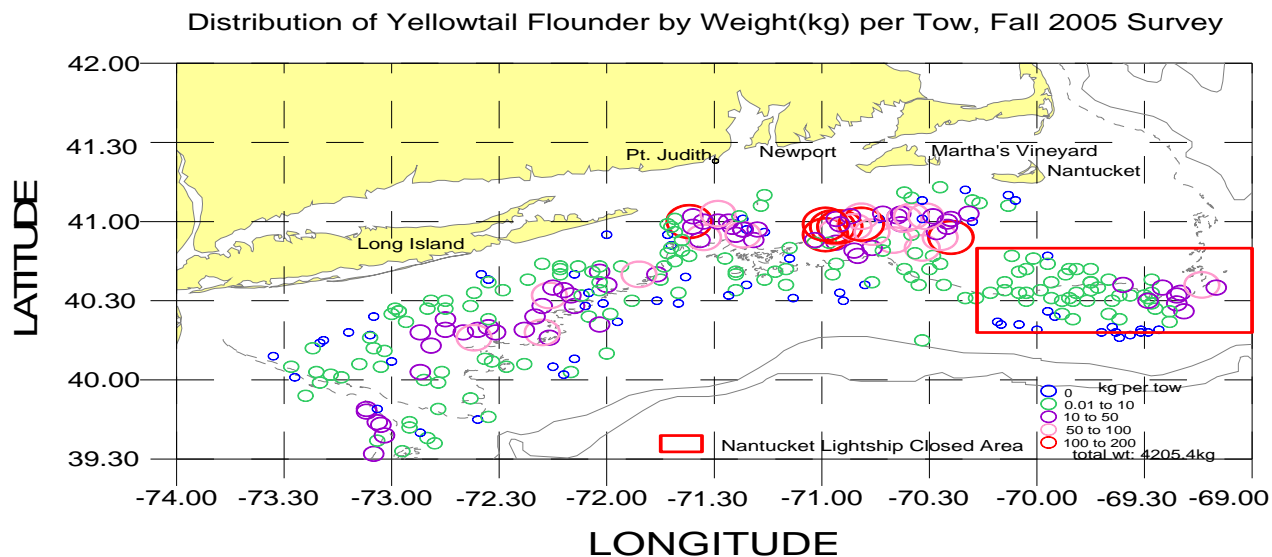 Distribution of Yellowtail Flounder by Weight(kg) per Tow, Fall 2005 Survey
42.00
41.30
41.00
40.30
40.00
39.30
LATITUDE
Pt. Judith
Newport
Martha's Vineyard
Nantucket
Long Island
kg per tow
0
0.01 to 10
10 to 50
50 to 100
100 to 200
total wt: 4205.4kg
Nantucket Lightship Closed Area
-74.00 -73.30 -73.00 -72.30 -72.00 -71.30 -71.00 -70.30 -70.00 -69.30 -69.00
LONGITUDE